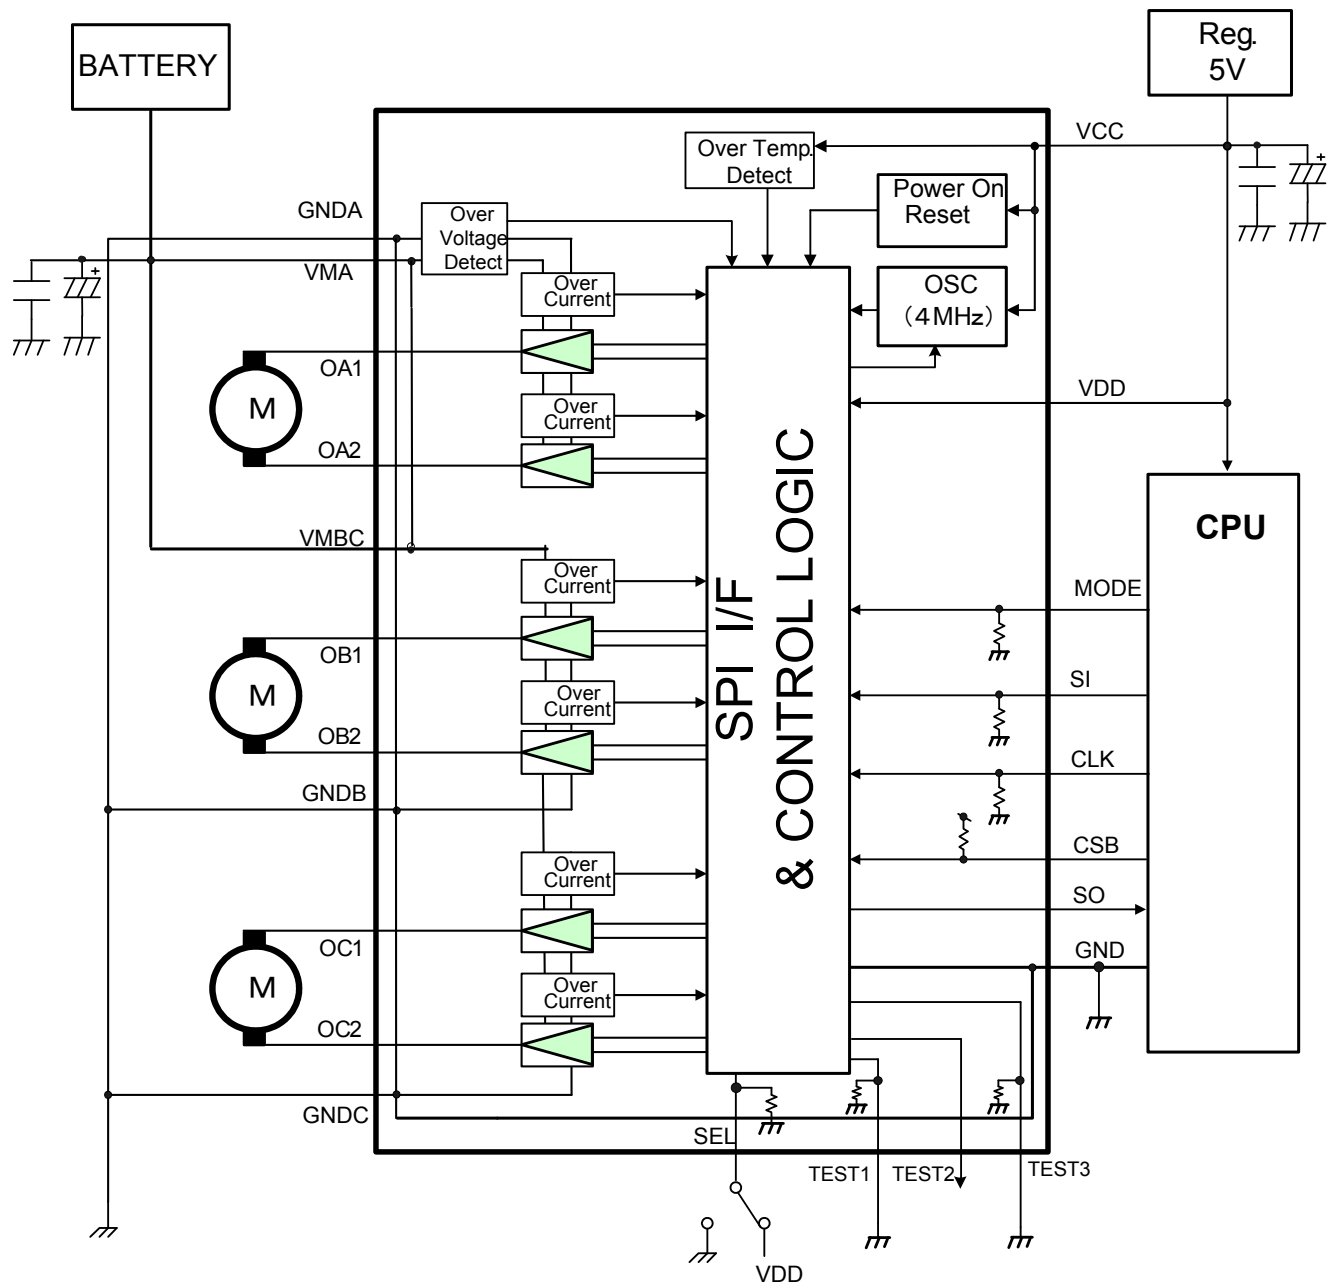 BATTERY
Reg.
5V
VCC
Over Temp.
Detect
Power On
Reset
GNDA
Over
Voltage
Detect
VMA
Over
Current
OSC
（4MHz）
OA1
M
VDD
Over
Current
OA2
CPU
VMBC
Over
Current
MODE
OB1
M
SI
Over
Current
OB2
CLK
GNDB
SPI I/F
& CONTROL LOGIC
CSB
Over
Current
SO
OC1
GND
M
Over
Current
OC2
GNDC
SEL
TEST1
TEST2
TEST3
VDD
+
+